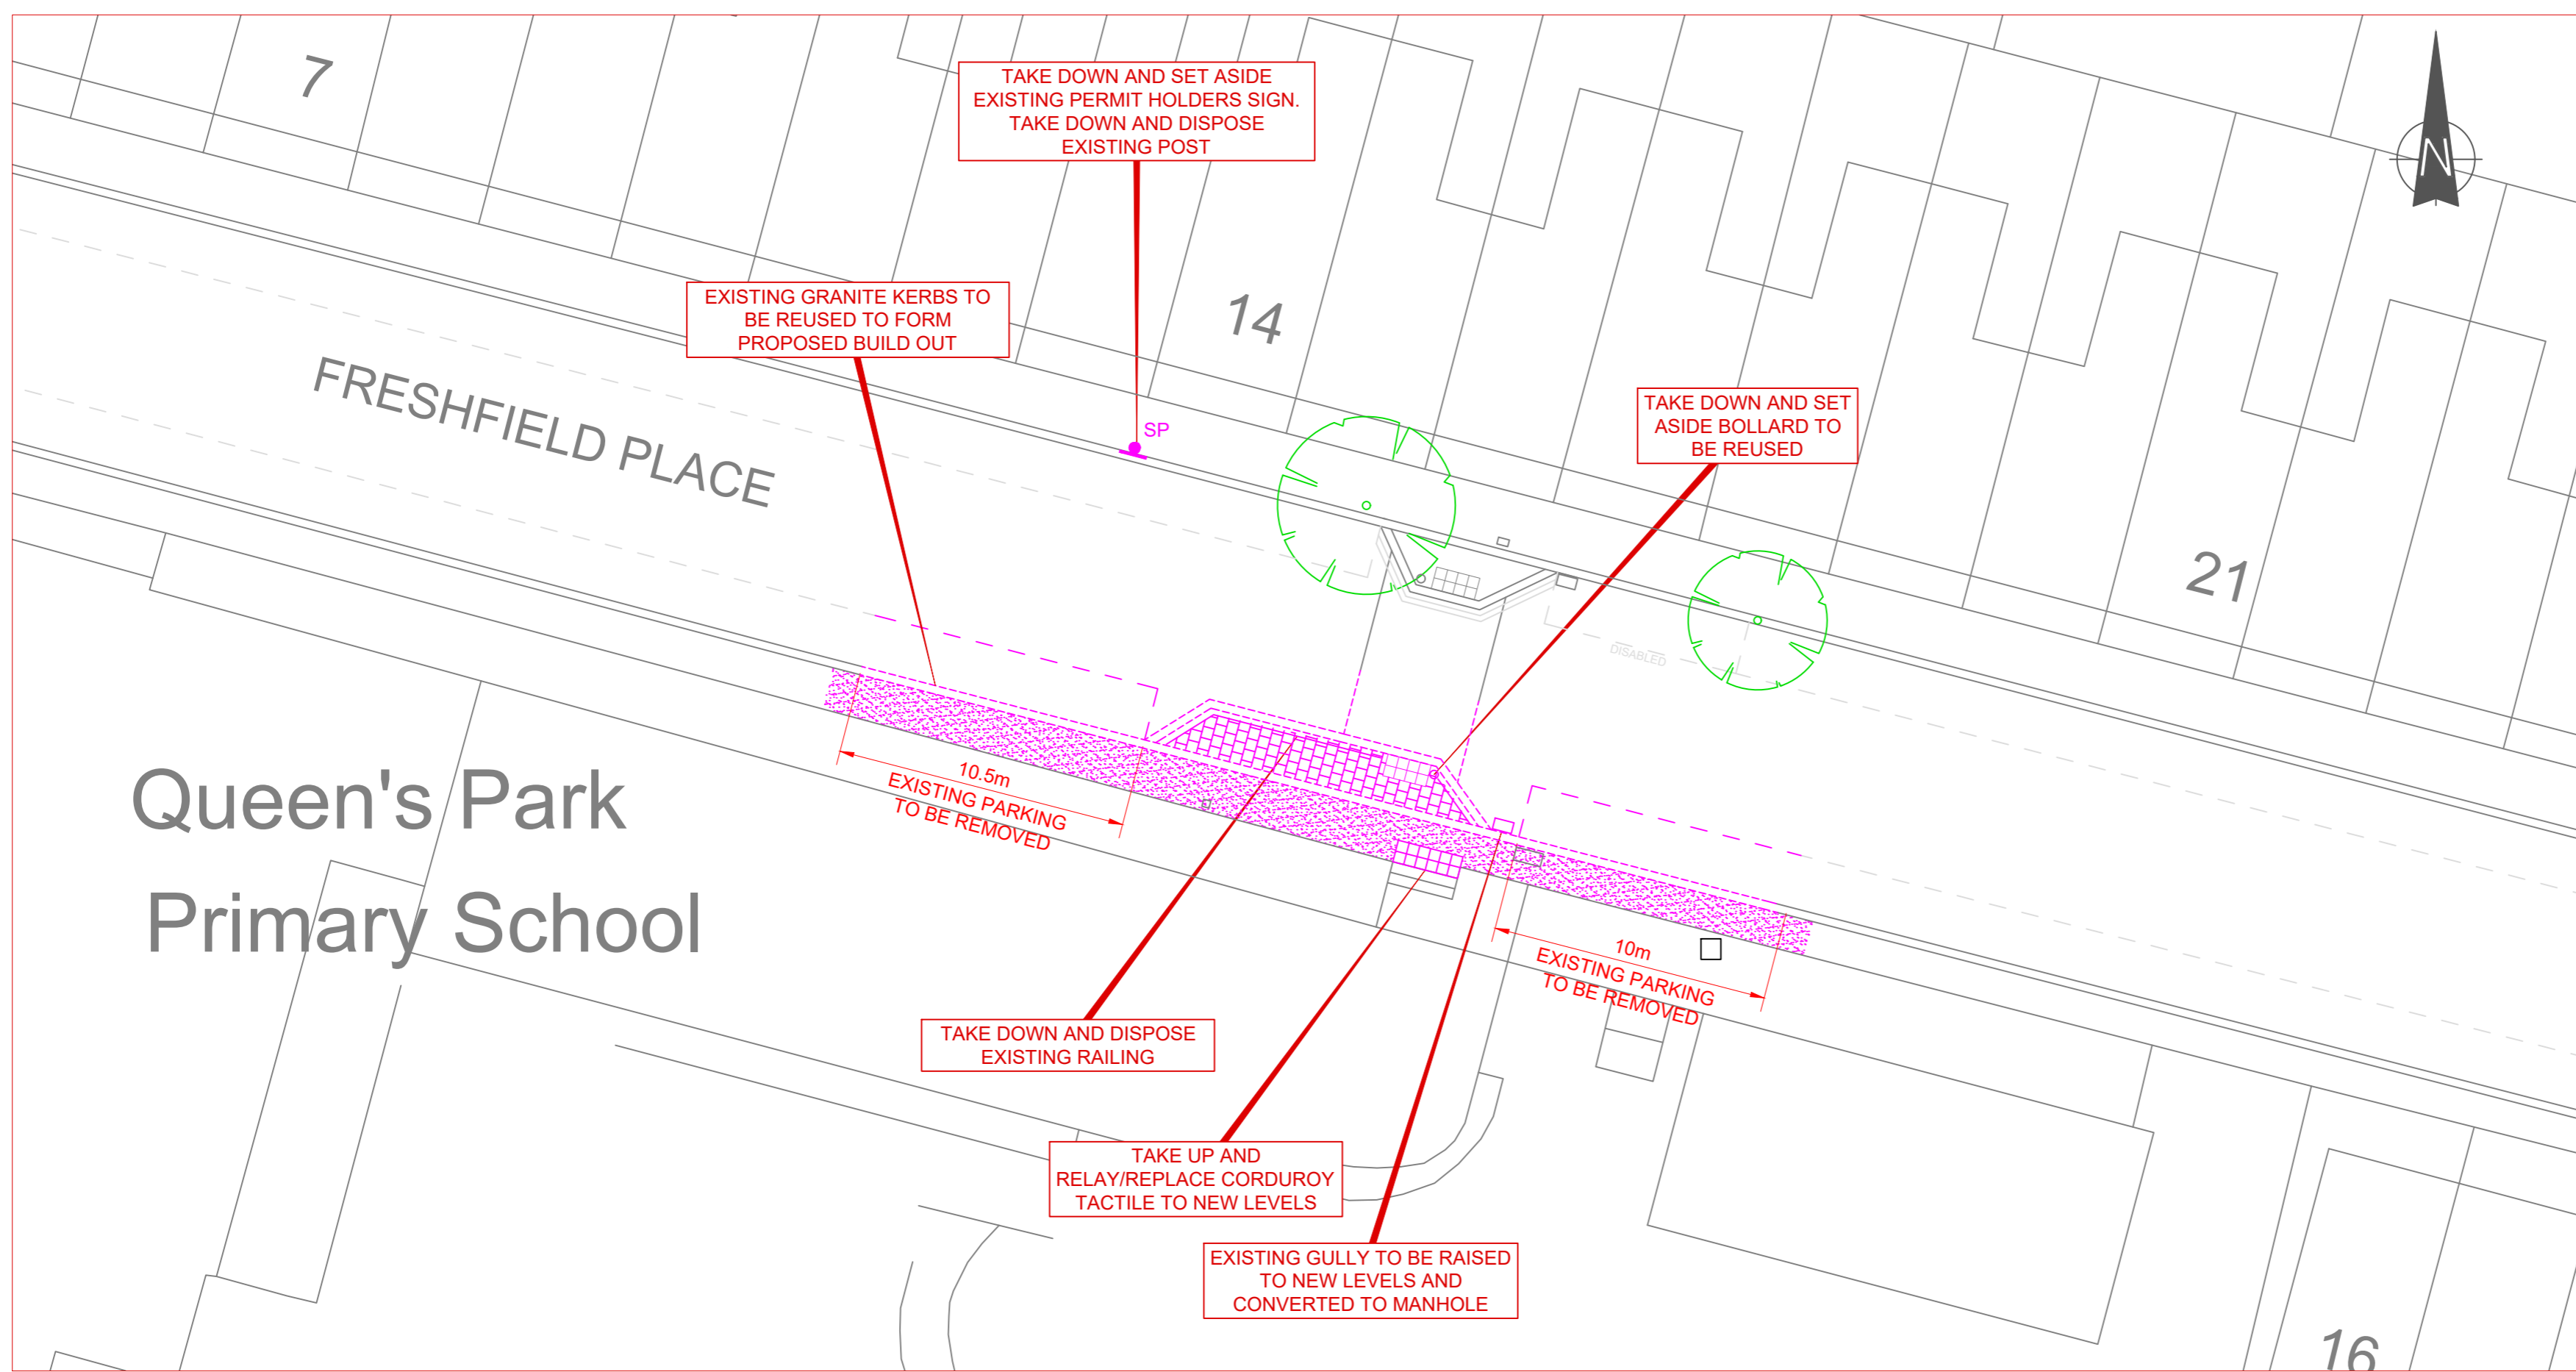 7
TAKE DOWN AND SET ASIDE
EXISTING PERMIT HOLDERS SIGN.
TAKE DOWN AND DISPOSE
EXISTING POST
N
EXISTING GRANITE KERBS TO
BE REUSED TO FORM
PROPOSED BUILD OUT
14
FRESHFIELD PLACE
SP
TAKE DOWN AND SET
ASIDE BOLLARD TO
BE REUSED
21
DISABLED
Queen's Park
Primary School
10.5m
EXISTING PARKING
TO BE REMOVED
10m
EXISTING PARKING
TO BE REMOVED
TAKE DOWN AND DISPOSE
EXISTING RAILING
TAKE UP AND
RELAY/REPLACE CORDUROY
TACTILE TO NEW LEVELS
EXISTING GULLY TO BE RAISED
TO NEW LEVELS AND
CONVERTED TO MANHOLE
16